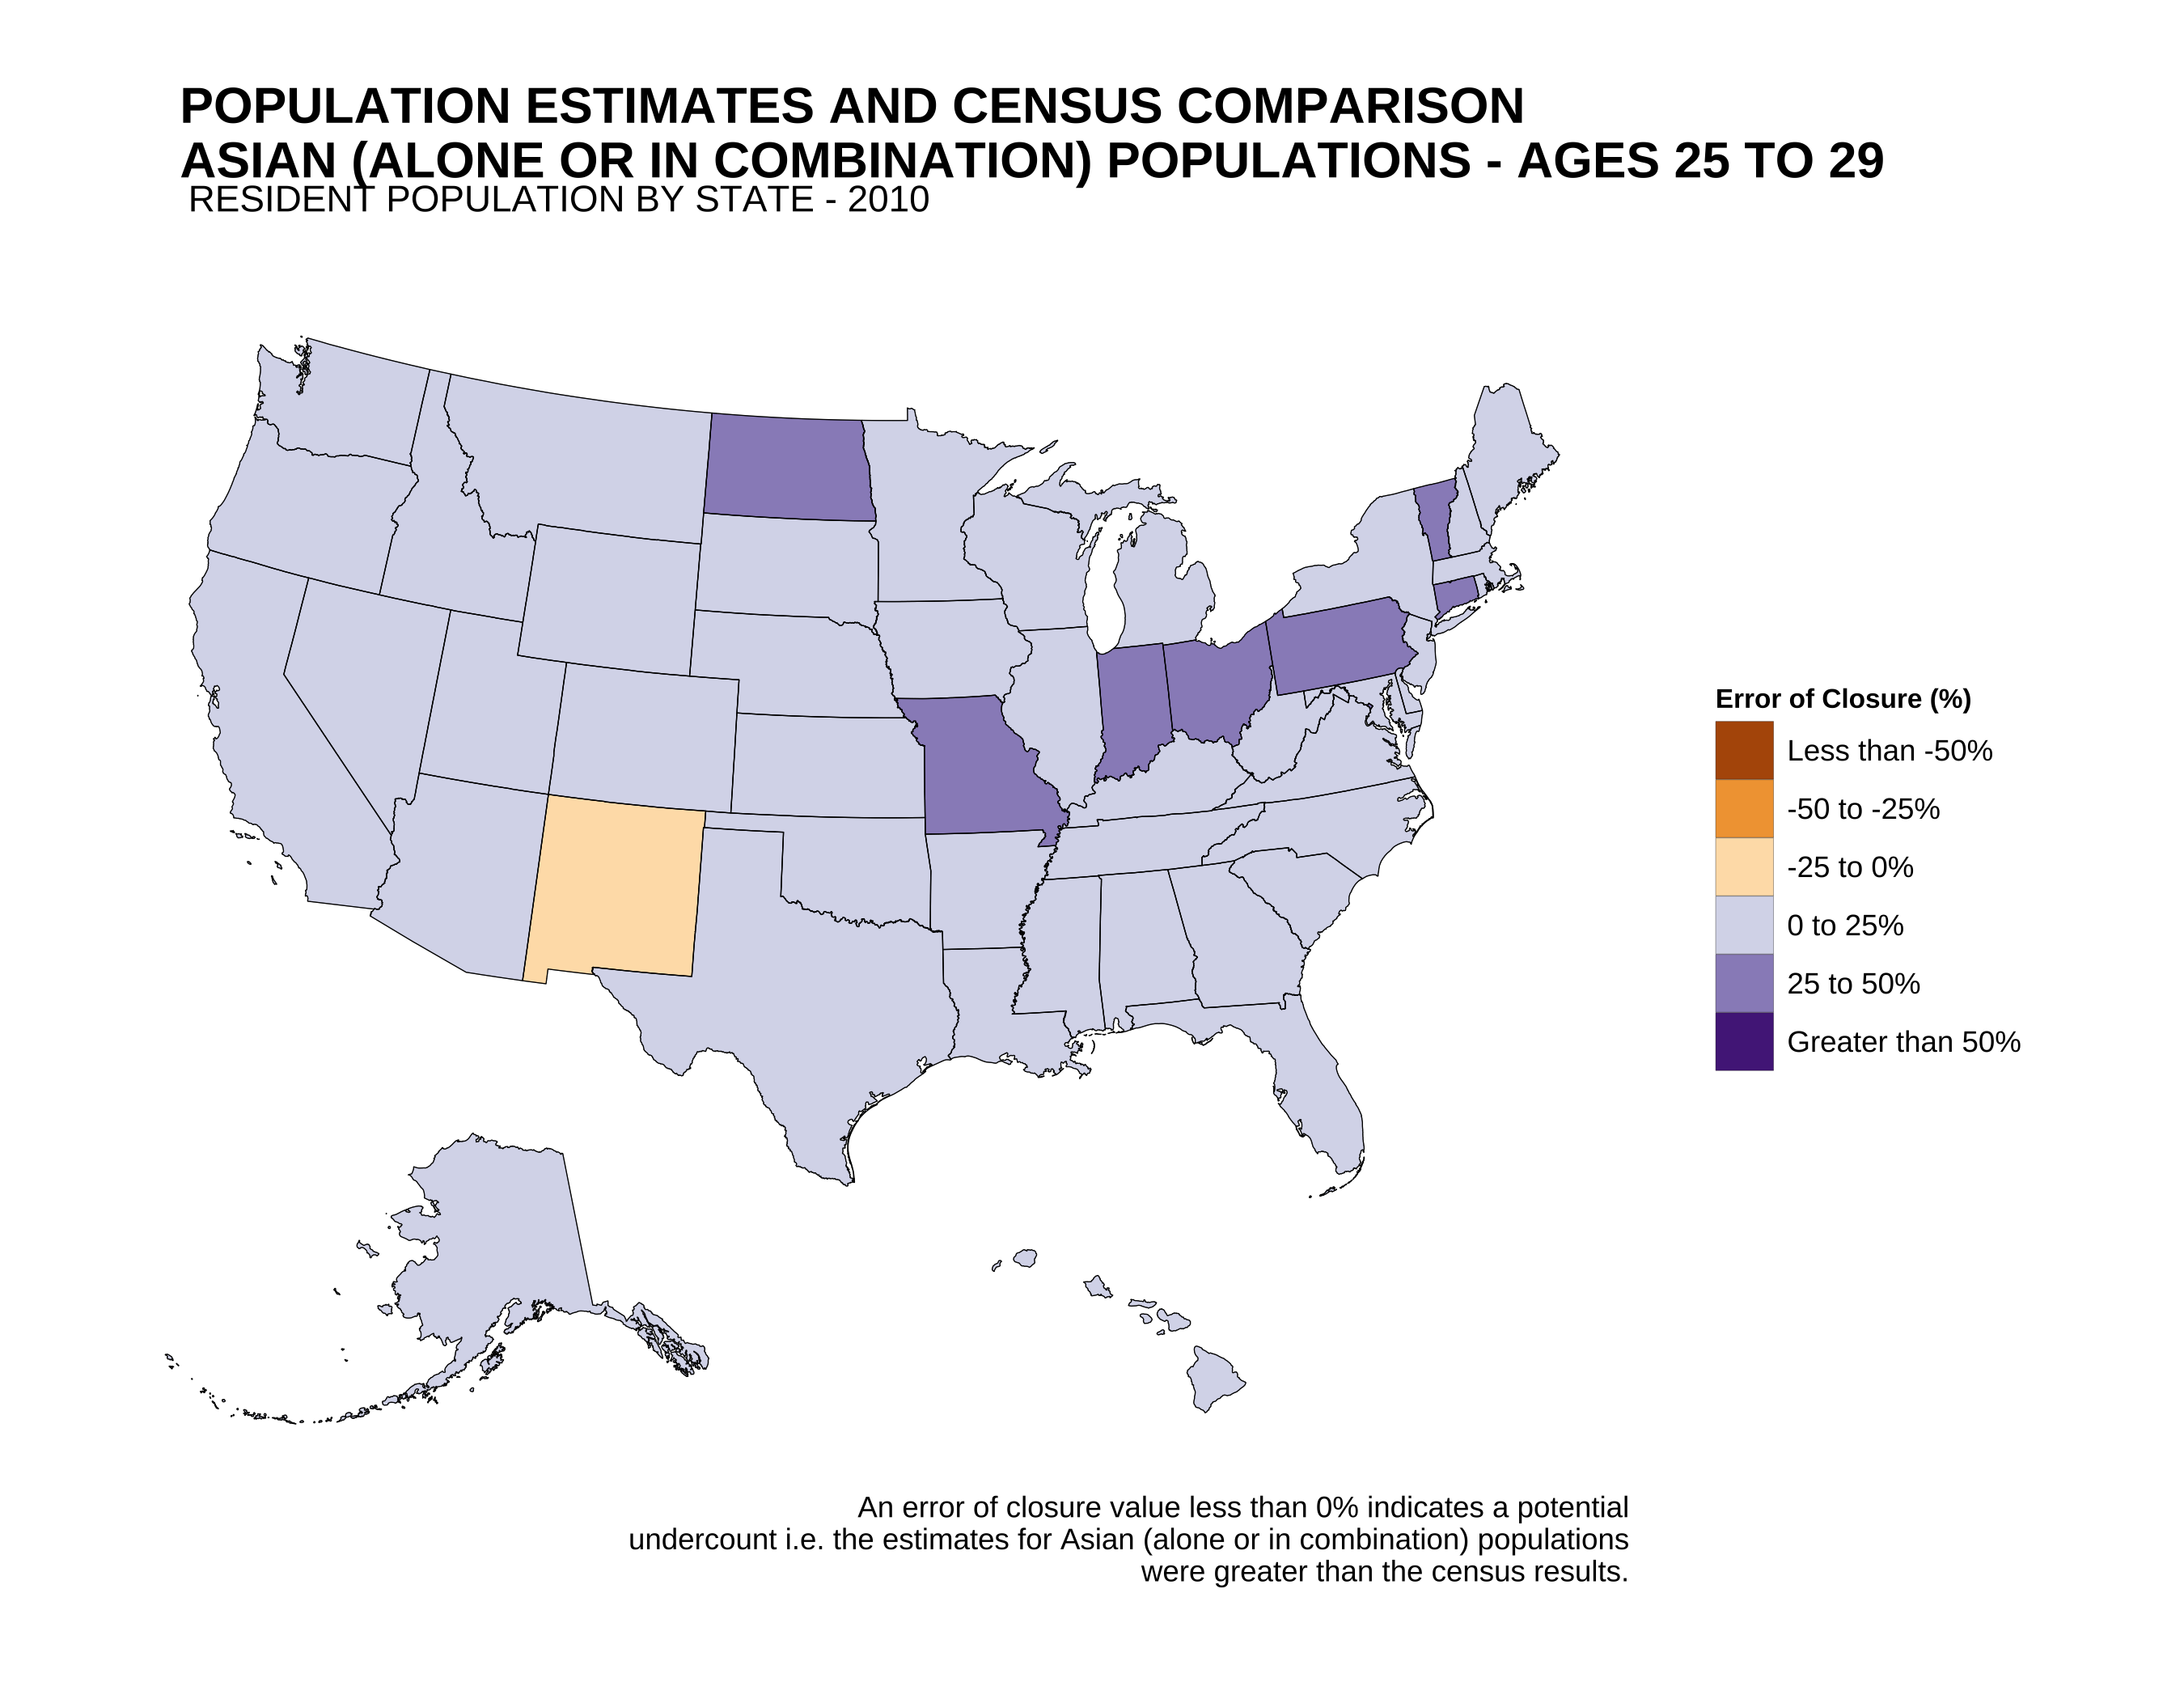 POPULATION ESTIMATES AND CENSUS COMPARISON
ASIAN (ALONE OR IN COMBINATION) POPULATIONS - AGES 25 TO 29
RESIDENT POPULATION BY STATE - 2010
Error of Closure (%)
Less than -50%
-50 to -25%
-25 to 0%
0 to 25%
25 to 50%
Greater than 50%
An error of closure value less than 0% indicates a potential
undercount i.e. the estimates for Asian (alone or in combination) populations
were greater than the census results.